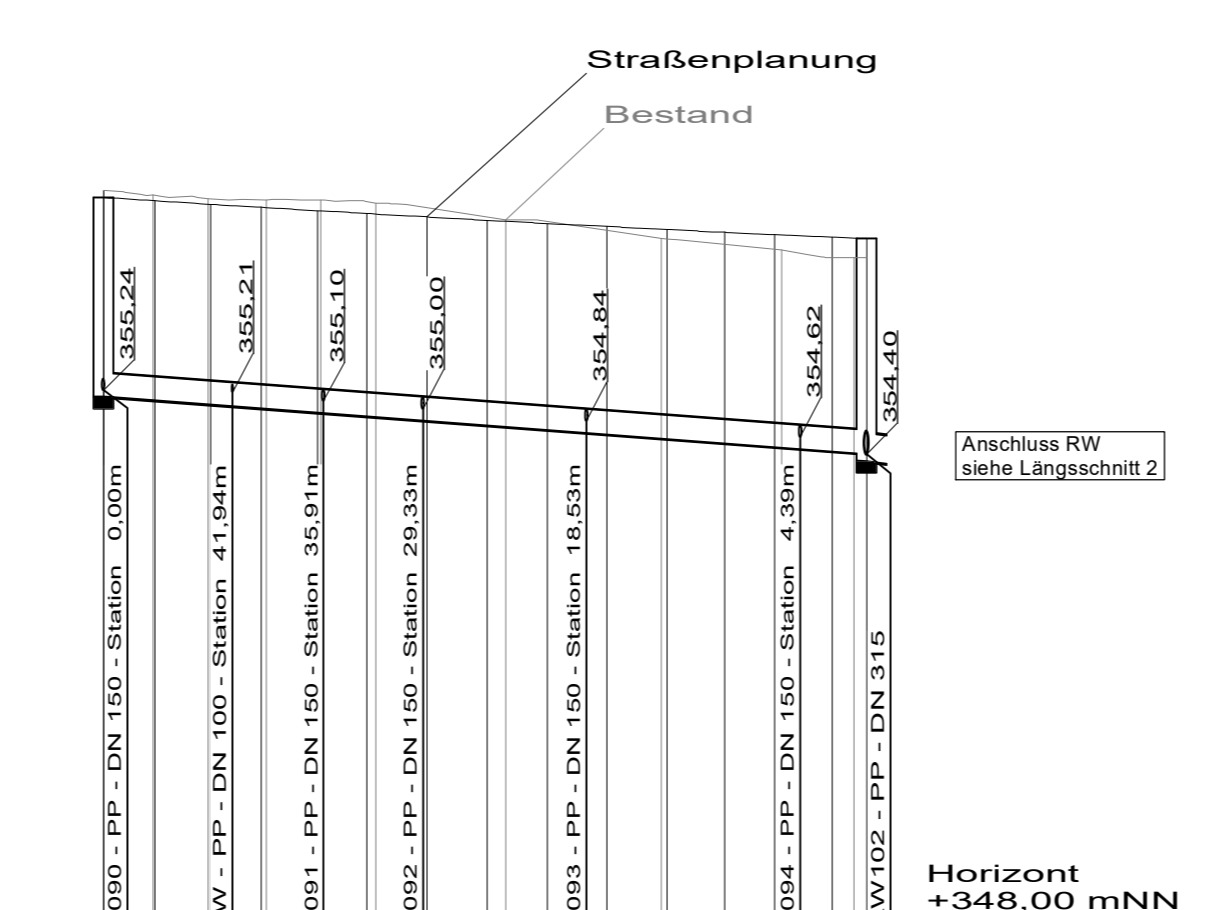 Straßenplanung
Bestand
355,24
355,21
355,10
355,00
354,84
354,62
354,40
Anschluss RW
siehe Längsschnitt 2
090 - PP - DN 150 - Station 0,00m
W - PP - DN 100 - Station 41,94m
091 - PP - DN 150 - Station 35,91m
092 - PP - DN 150 - Station 29,33m
093 - PP - DN 150 - Station 18,53m
094 - PP - DN 150 - Station 4,39m
W102 - PP - DN 315
Horizont
+348,00 mNN